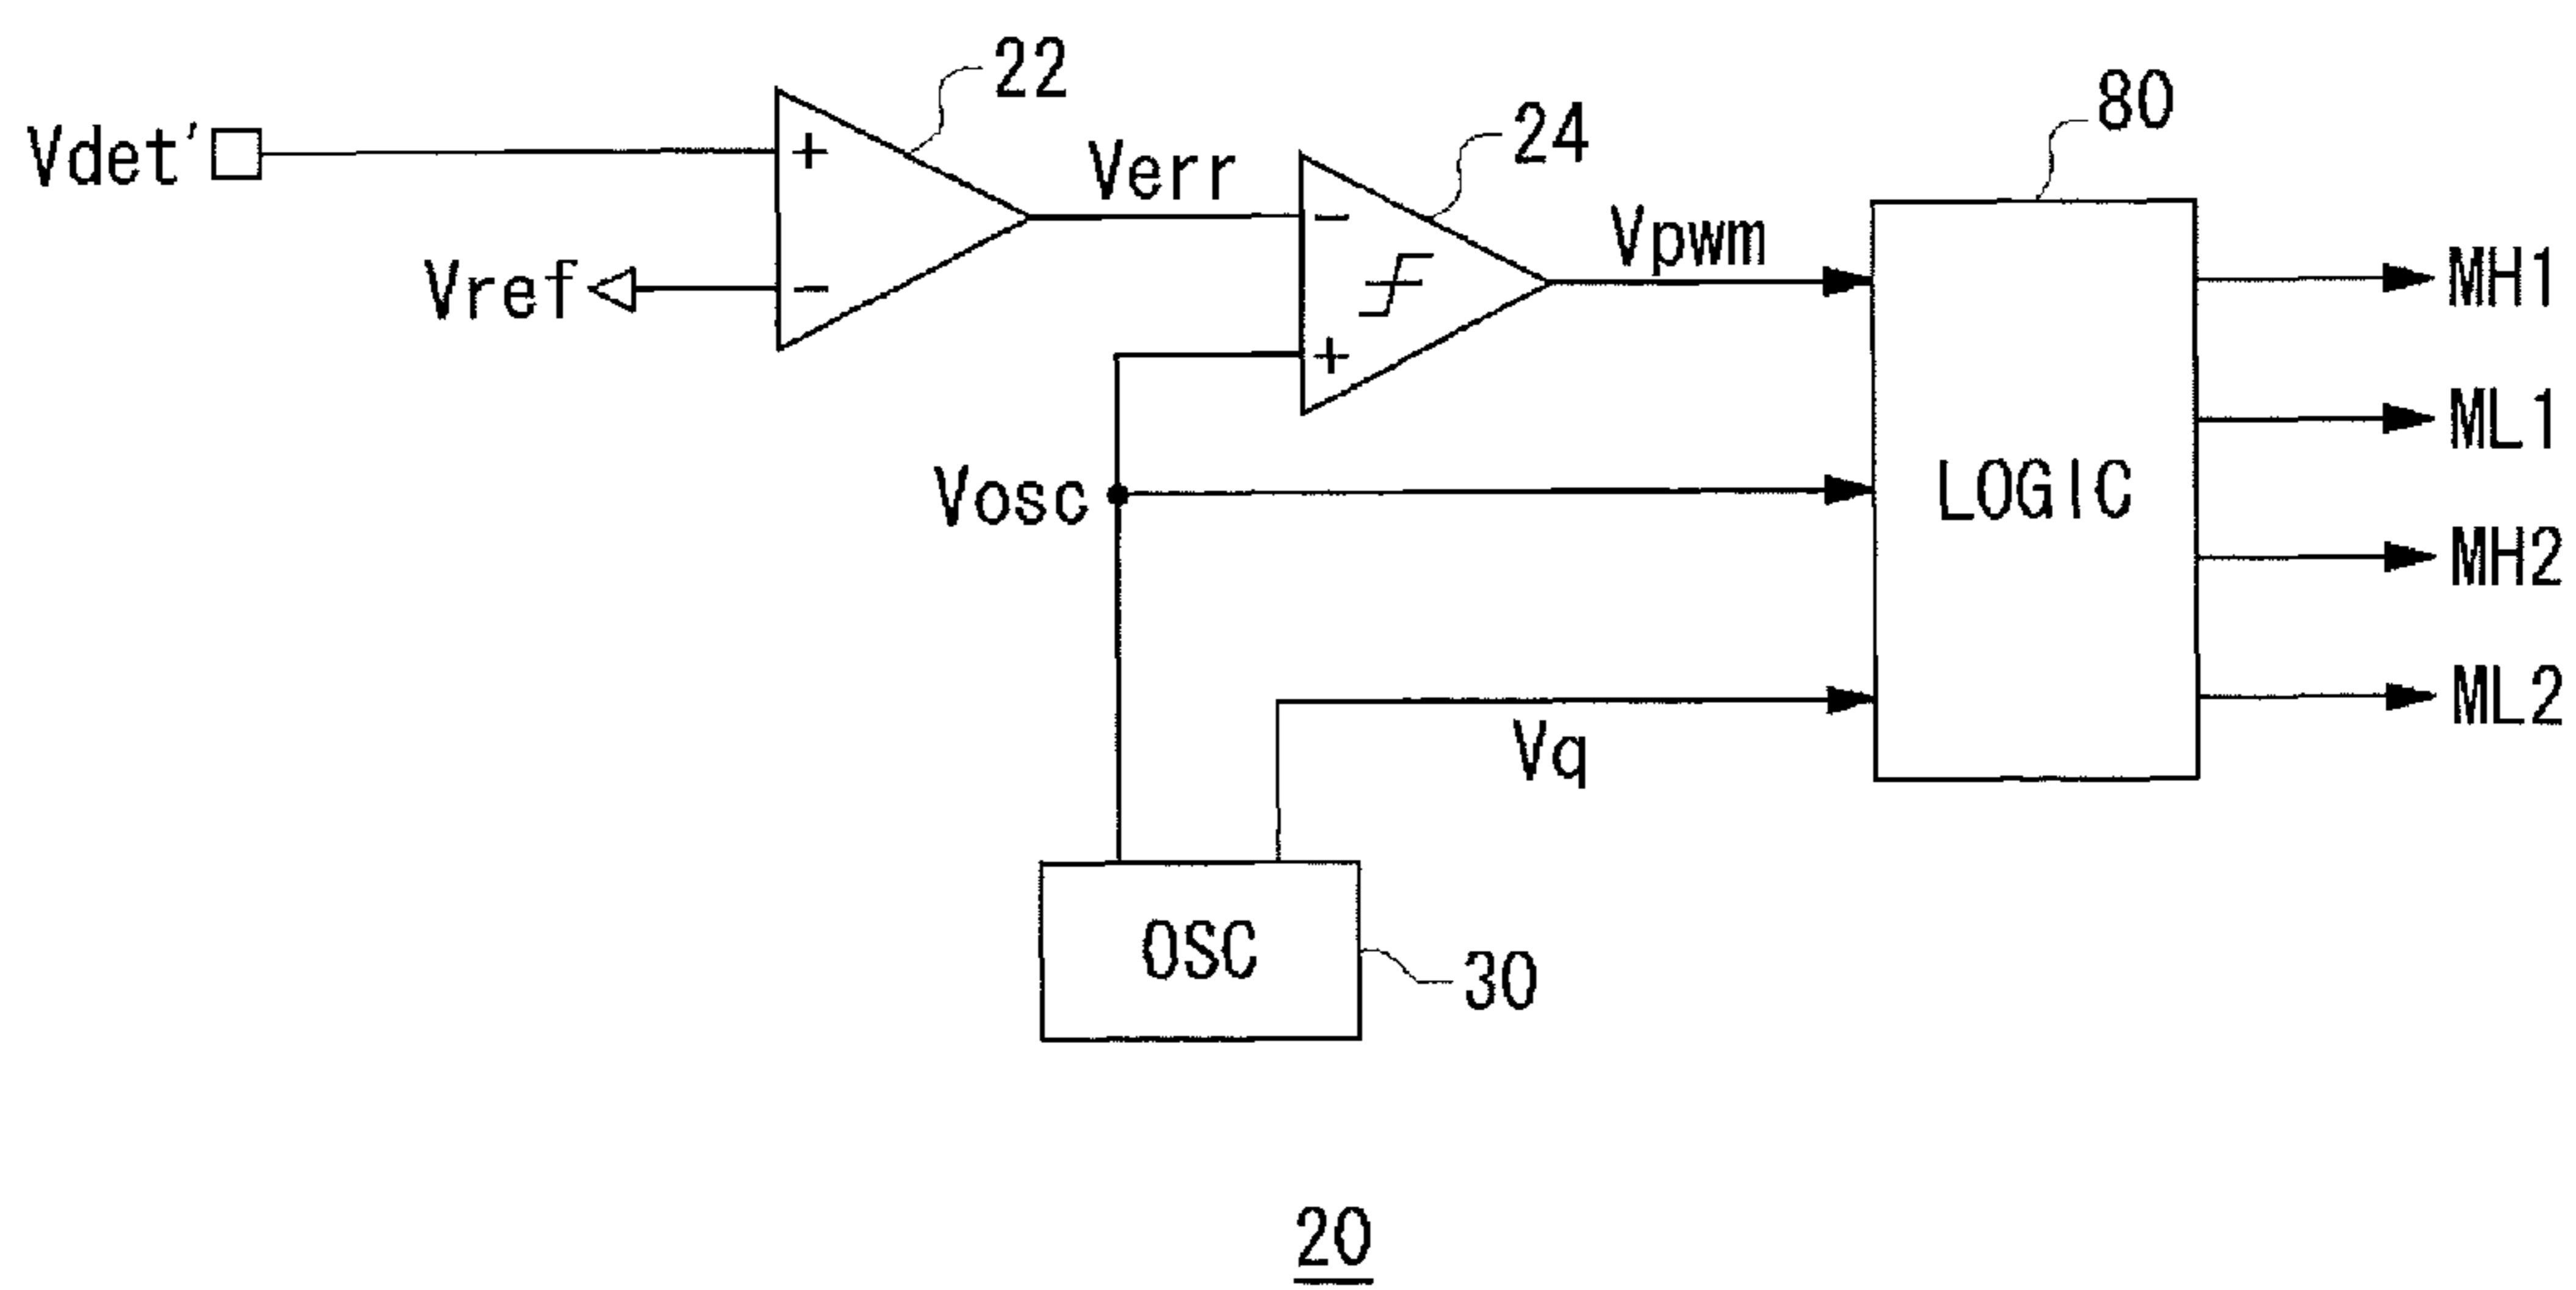 22
Vdet'
+
Verr
24
80
Vref
-
-
+
Vpwm
MH1
ML1
Vosc
LOGIC
MH2
ML2
Vq
OSC
30
20